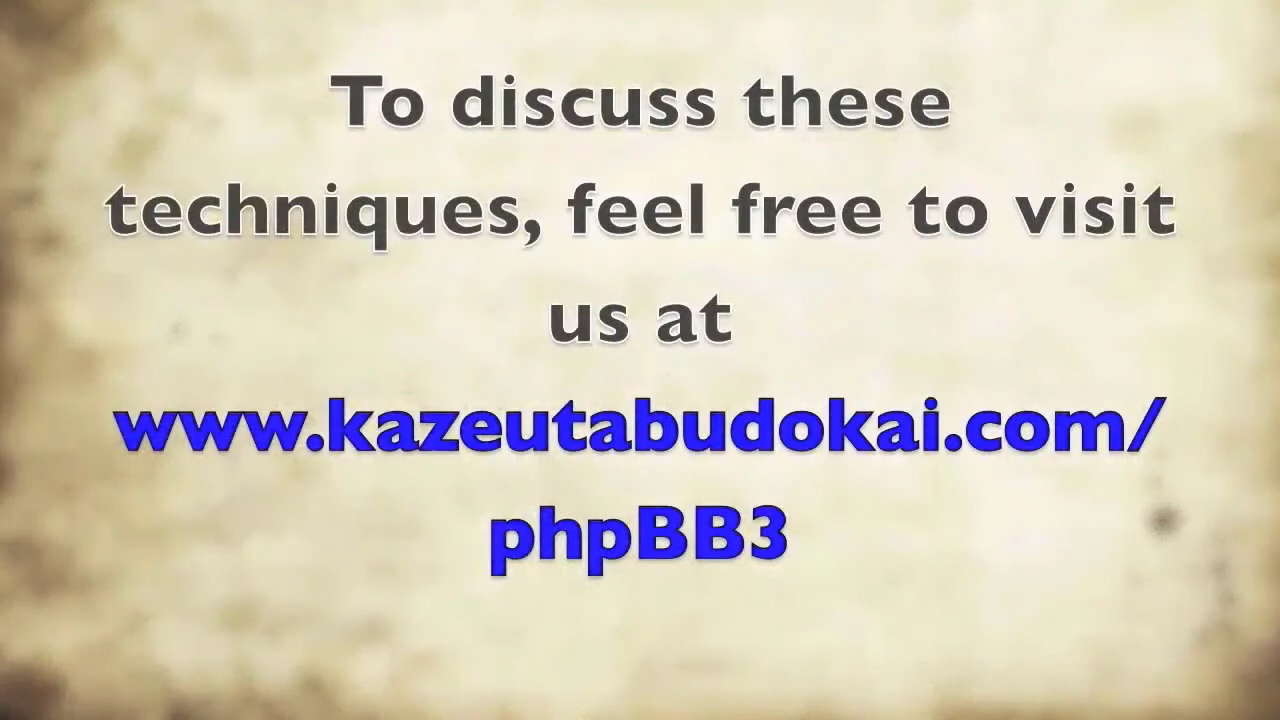 To discuss these
techniques, feel free to visit
us at
www.kazeutabudokai.com/
phpBB3